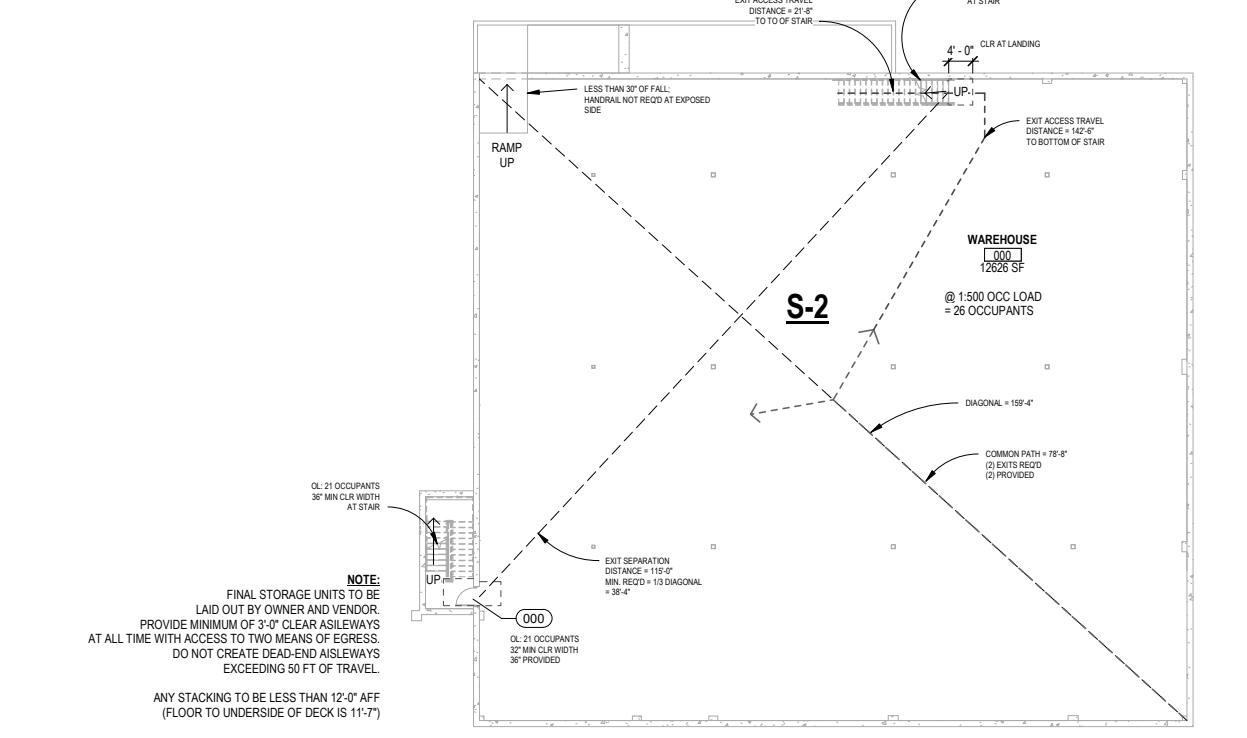 EXIT ACCESS TRAVEL
DISTANCE = 21'-8"
TO TO OF STAIR
AT STAIR
4' - 0"
CLR AT LANDING
LESS THAN 30" OF FALL;
HANDRAIL NOT REQ'D AT EXPOSED
SIDE
UP
RAMP
UP
EXIT ACCESS TRAVEL
DISTANCE = 142'-6"
TO BOTTOM OF STAIR
WAREHOUSE
000
12626 SF
@ 1:500 OCC LOAD
= 26 OCCUPANTS
S-2
DIAGONAL = 159'-4"
COMMON PATH = 78'-8"
(2) EXITS REQ'D
(2) PROVIDED
OL: 21 OCCUPANTS
36" MIN CLR WIDTH
AT STAIR
UP
EXIT SEPARATION
DISTANCE = 115'-0"
MIN. REQ'D = 1/3 DIAGONAL
= 38'-4"
000
OL: 21 OCCUPANTS
32" MIN CLR WIDTH
36" PROVIDED
NOTE:
FINAL STORAGE UNITS TO BE
LAID OUT BY OWNER AND VENDOR.
PROVIDE MINIMUM OF 3'-0" CLEAR ASILEWAYS
AT ALL TIME WITH ACCESS TO TWO MEANS OF EGRESS.
DO NOT CREATE DEAD-END AISLEWAYS
EXCEEDING 50 FT OF TRAVEL.
ANY STACKING TO BE LESS THAN 12'-0" AFF
(FLOOR TO UNDERSIDE OF DECK IS 11'-7")